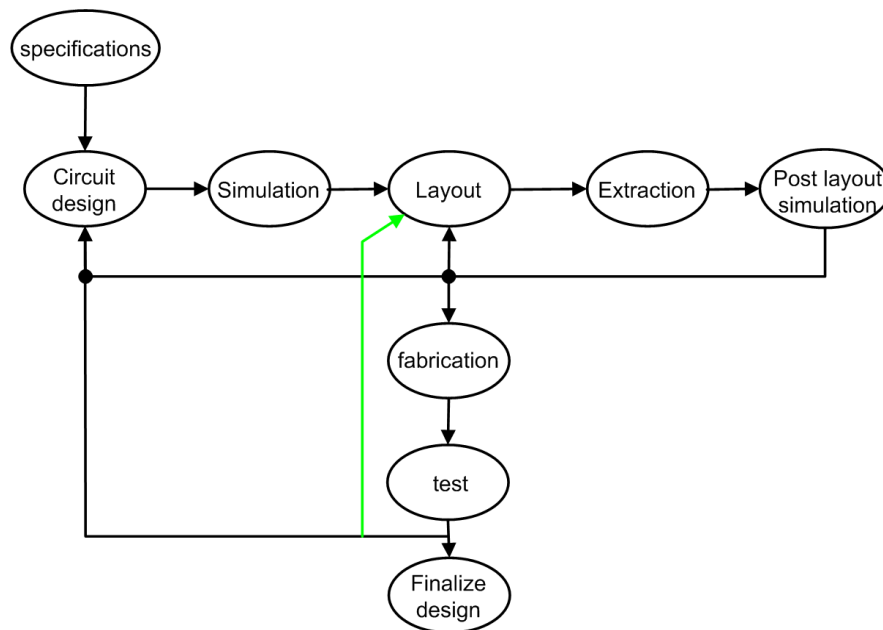 specifications
Circuit
design
Simulation
Layout
Extraction
Post layout
simulation
fabrication
test
Finalize
design